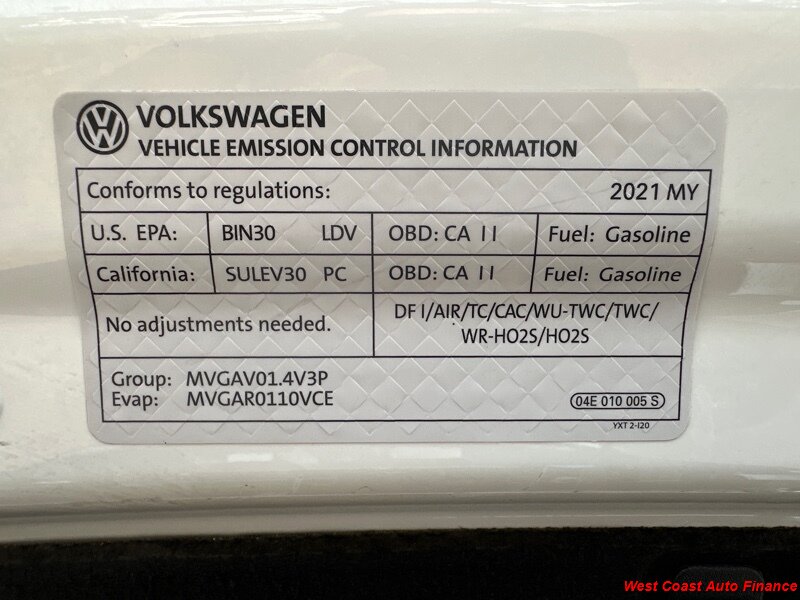 VOLKSWAGEN
VEHICLE EMISSION CONTROL INFORMATION
Conforms to regulations: 2021 MY
U.S. EPA: BIN30 LDV OBD: CA II Fuel: Gasoline
California: SULEV30 PC OBD: CA II Fuel: Gasoline
No adjustments needed.
DFI/AIR/TC/CAC/WU-TWC/TWC/
WR-HO2S/HO2S
Group: MVGAV01.4V3P
Evap: MVGAR0110VCE
04E 010 005 S
YXT 2-I20
West Coast Auto Finance